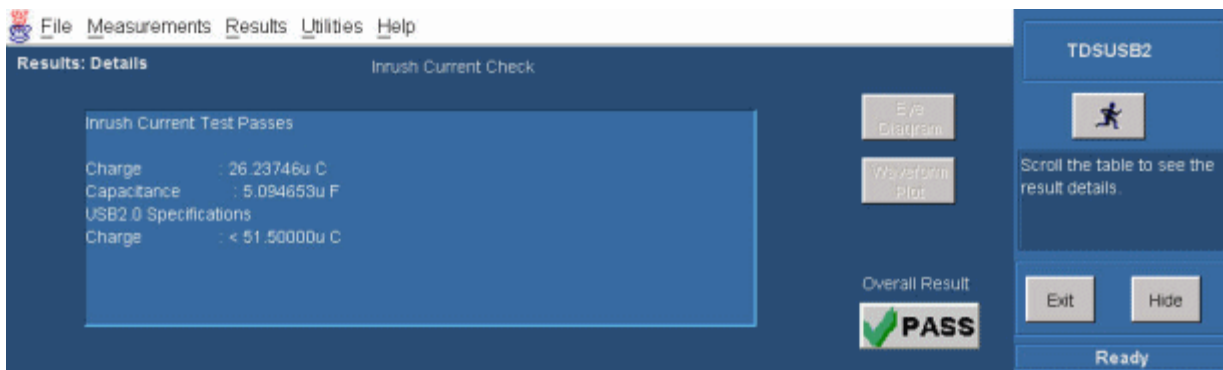 File Measurements Results Utilities Help
Results: Details
Inrush Current Check
Inrush Current Test Passes
Charge : 26.23746u C
Capacitance : 5.094653u F
USB2.0 Specifications
Charge : < 51.50000u C
Eye
Diagram
Waveform
Plot
Overall Result
PASS
TDSUSB2
Scroll the table to see the
result details.
Exit
Hide
Ready